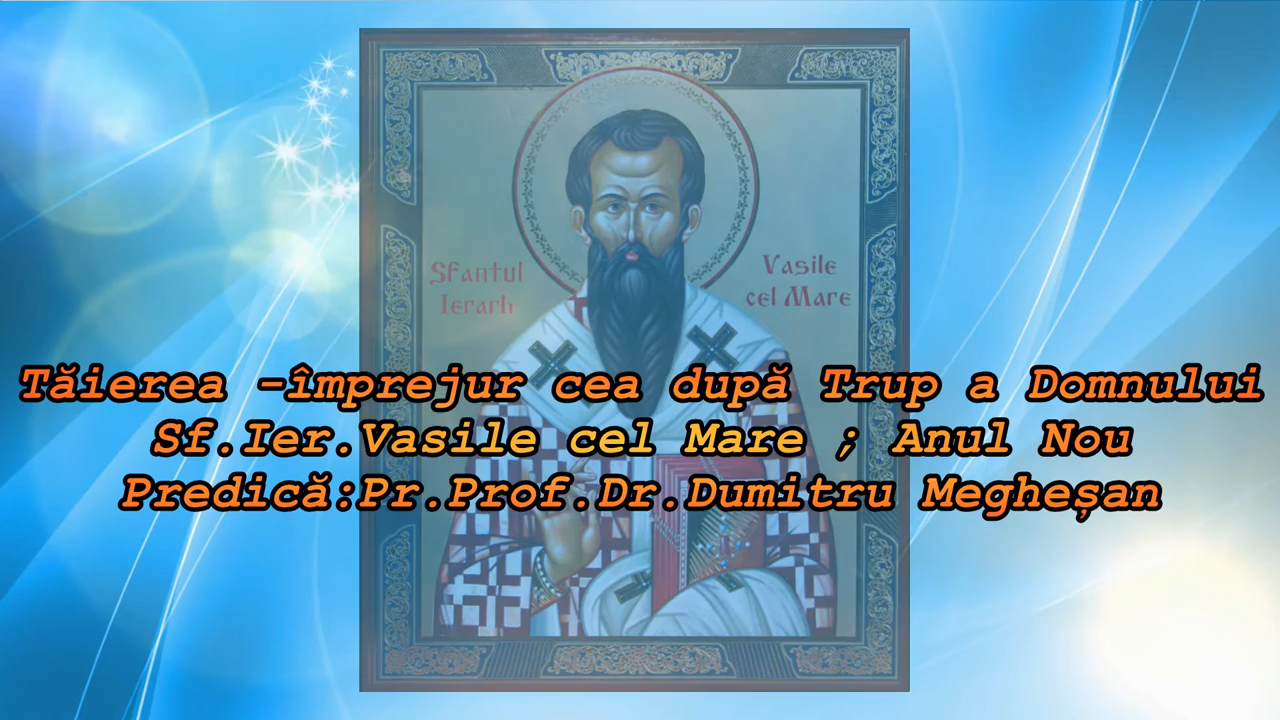 Sfantul
Ierarh
Vasile
cel Mare
Tăierea -împrejur cea după Trup a Domnului
Sf.Ier.Vasile cel Mare ; Anul Nou
Predică:Pr.Prof.Dr.Dumitru Megheșan